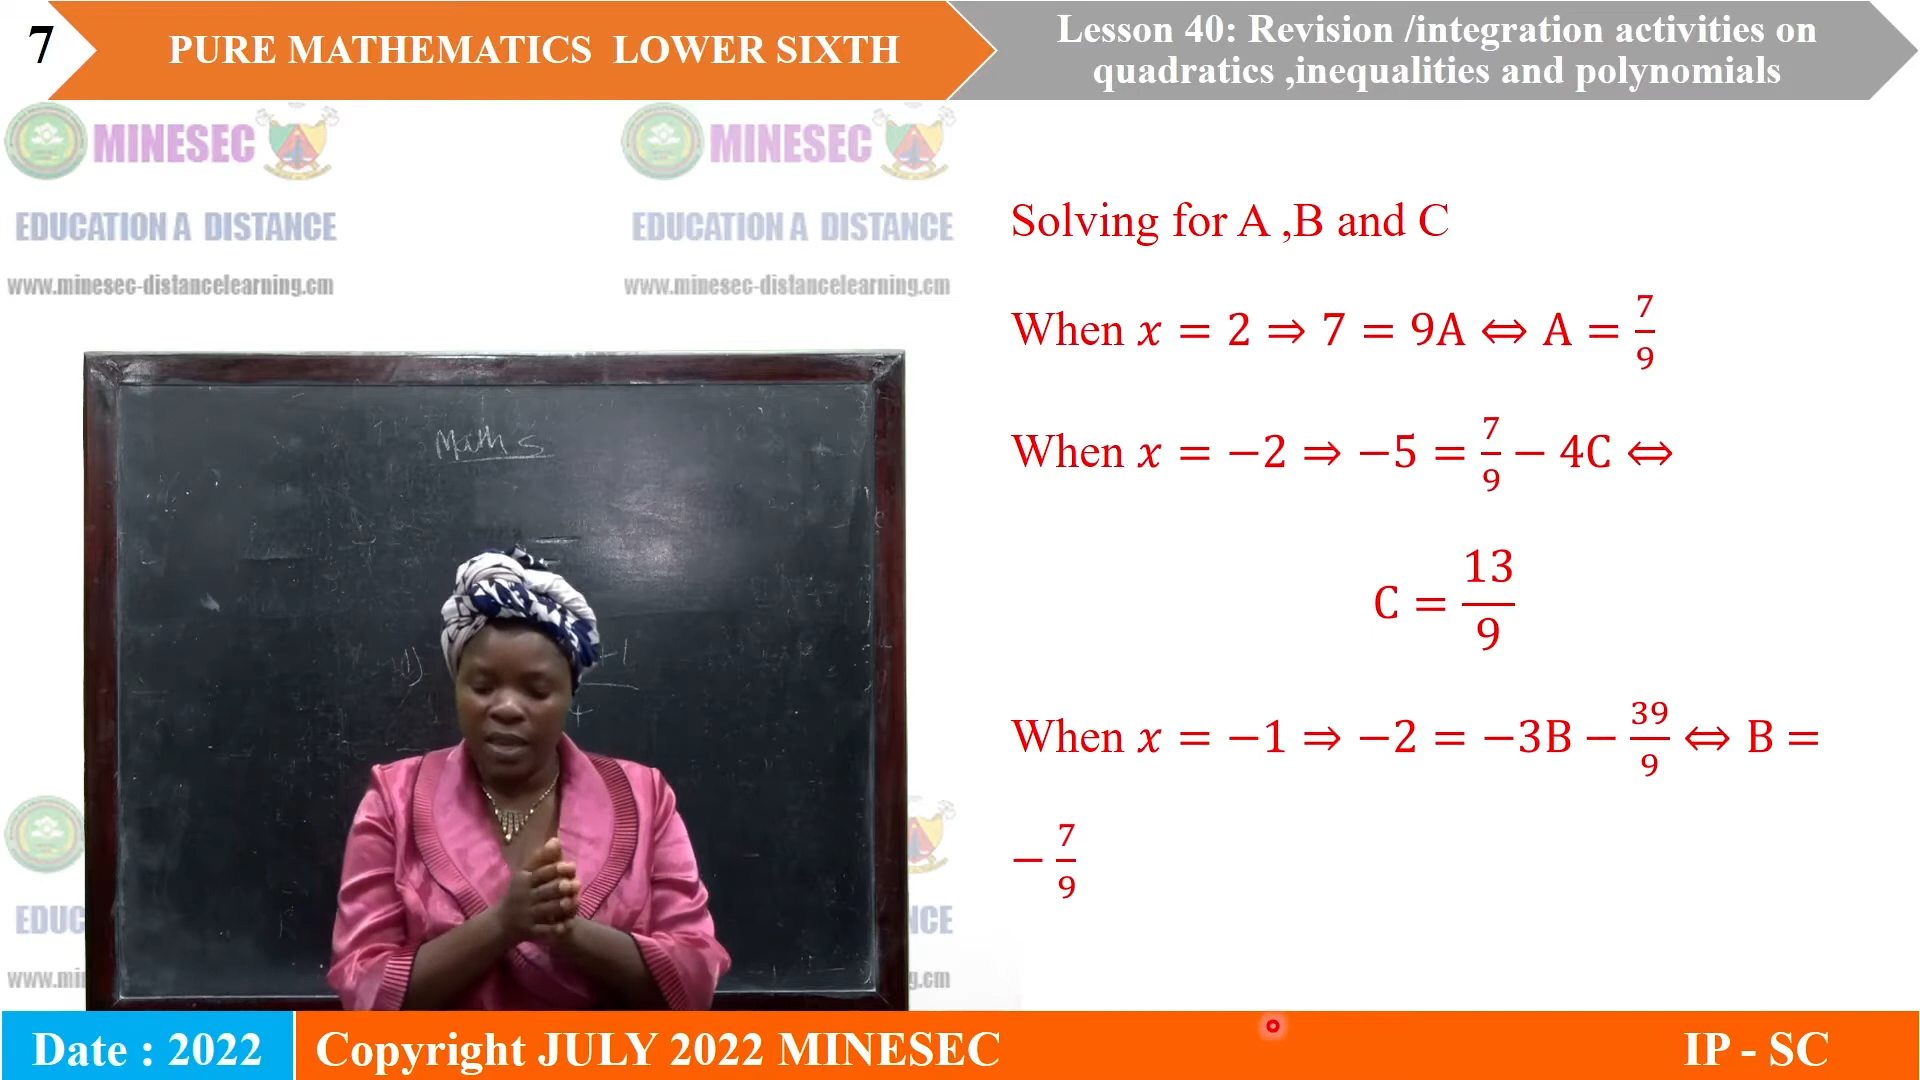 7
PURE MATHEMATICS LOWER SIXTH
Lesson 40: Revision /integration activities on
quadratics ,inequalities and polynomials
MINESEC
EDUCATION A DISTANCE
www.minesec-distancelearning.cm
MINESEC
EDUCATION A DISTANCE
www.minesec-distancelearning.cm
Maths
Solving for A ,B and C
When x = 2 ⇒ 7 = 9A ⇔ A = 7/9
When x = −2 ⇒ −5 = 7/9 − 4C ⇔
C = 13/9
When x = −1 ⇒ −2 = −3B − 39/9 ⇔ B =
− 7/9
Date : 2022
Copyright JULY 2022 MINESEC
IP - SC